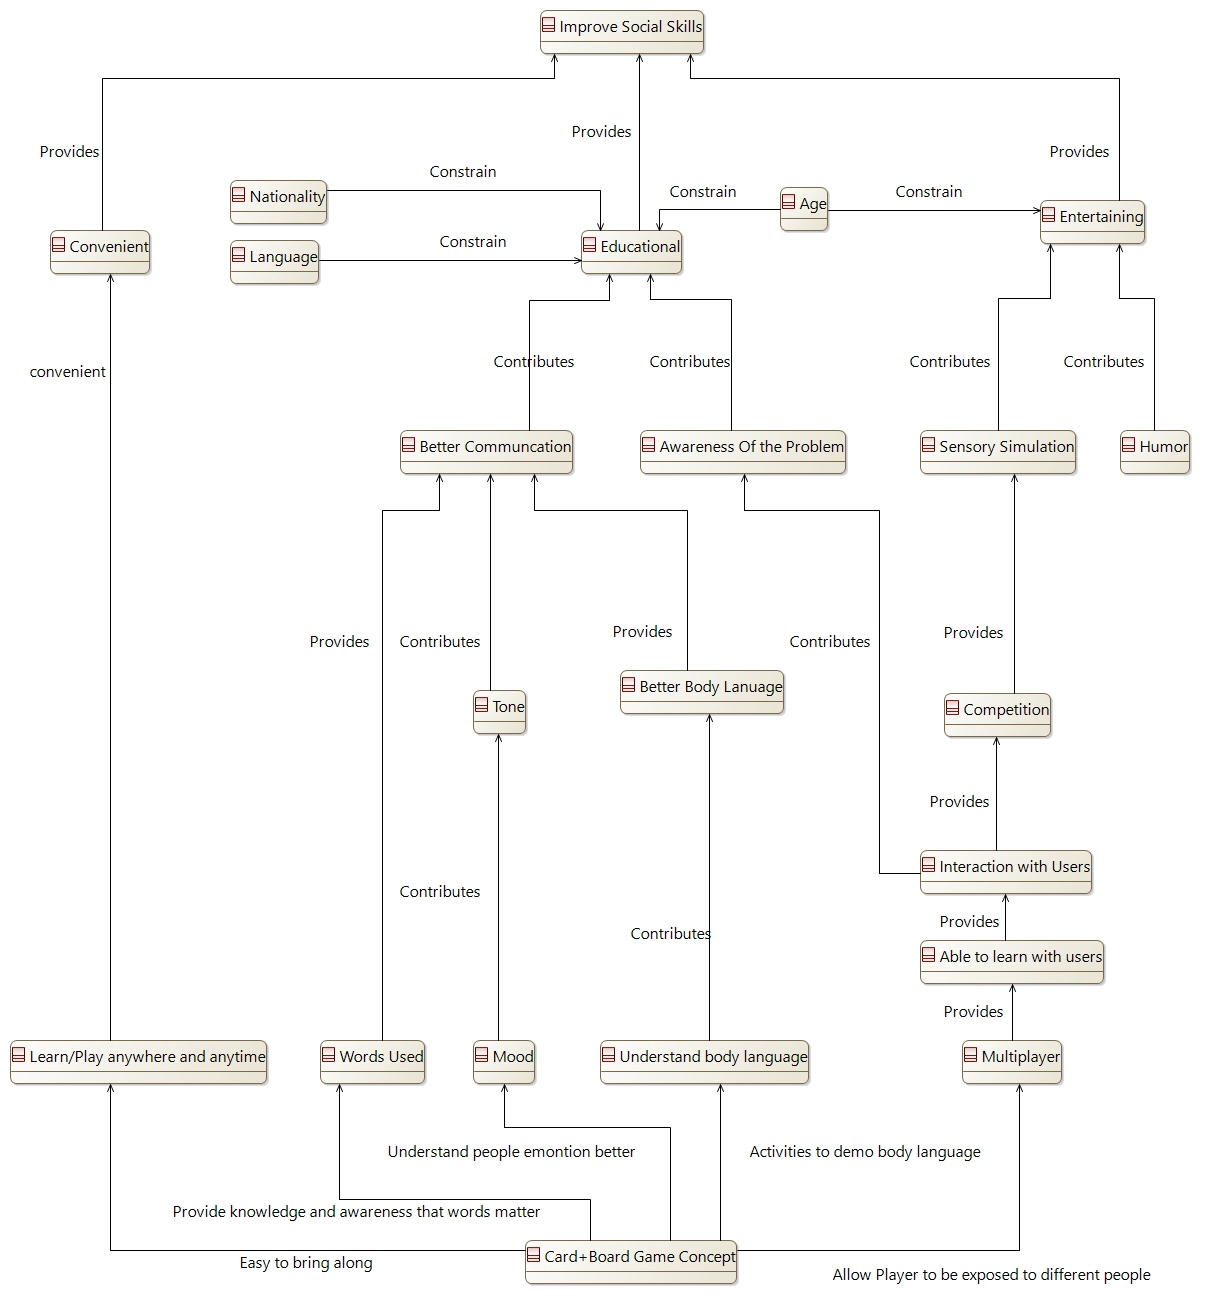 Improve Social Skills
Provides
Provides
Provides
Constrain
Constrain
Constrain
Nationality
Age
Entertaining
Convenient
Language
Constrain
Educational
convenient
Contributes
Contributes
Contributes
Contributes
Better Communcation
Awareness Of the Problem
Sensory Simulation
Humor
Provides
Contributes
Provides
Contributes
Provides
Better Body Lanuage
Tone
Competition
Provides
Interaction with Users
Contributes
Provides
Contributes
Able to learn with users
Provides
Learn/Play anywhere and anytime
Words Used
Mood
Understand body language
Multiplayer
Understand people emontion better
Activities to demo body language
Provide knowledge and awareness that words matter
Card+Board Game Concept
Easy to bring along
Allow Player to be exposed to different people